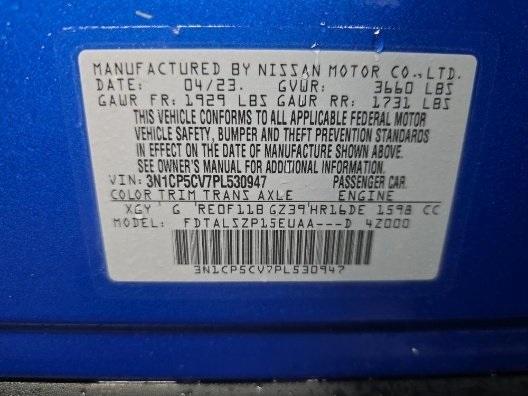 MANUFACTURED BY NISSAN MOTOR CO.,LTD.
DATE: 04/23. GVWR: 3660 LBS
GAWR FR: 1929 LBS GAWR RR: 1731 LBS
THIS VEHICLE CONFORMS TO ALL APPLICABLE FEDERAL MOTOR
VEHICLE SAFETY, BUMPER AND THEFT PREVENTION STANDARDS
IN EFFECT ON THE DATE OF MANUFACTURE SHOWN ABOVE.
SEE OWNER'S MANUAL FOR ADDITIONAL INFORMATION.
VIN: 3N1CP5CV7PL530947 PASSENGER CAR.
COLOR TRIM TRANS AXLE ENGINE
XGY G RE0F11B GZ39 HR16DE 1598 CC
MODEL: FDTALSZP15EUAA---D 4Z000
3N1CP5CV7PL530947